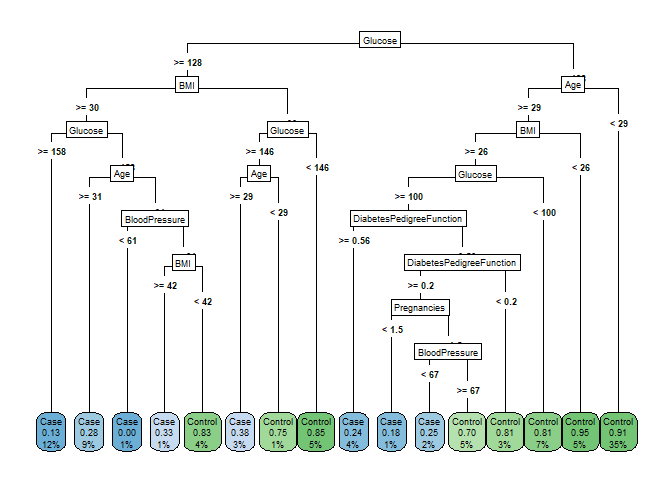 Glucose
>= 128
BMI
Age
>= 30
>= 29
< 29
Glucose
Glucose
BMI
>= 158
>= 146
< 146
>= 26
< 26
Age
Age
Glucose
>= 31
>= 29
< 29
>= 100
< 100
BloodPressure
DiabetesPedigreeFunction
< 61
>= 0.56
BMI
DiabetesPedigreeFunction
>= 42
< 42
>= 0.2
< 0.2
Pregnancies
< 1.5
BloodPressure
< 67
>= 67
Case
0.13
12%
Case
0.28
9%
Case
0.00
1%
Case
0.33
1%
Control
0.83
4%
Case
0.38
3%
Control
0.75
1%
Control
0.85
5%
Case
0.24
4%
Case
0.18
1%
Case
0.25
2%
Control
0.70
5%
Control
0.81
3%
Control
0.81
7%
Control
0.95
5%
Control
0.91
35%